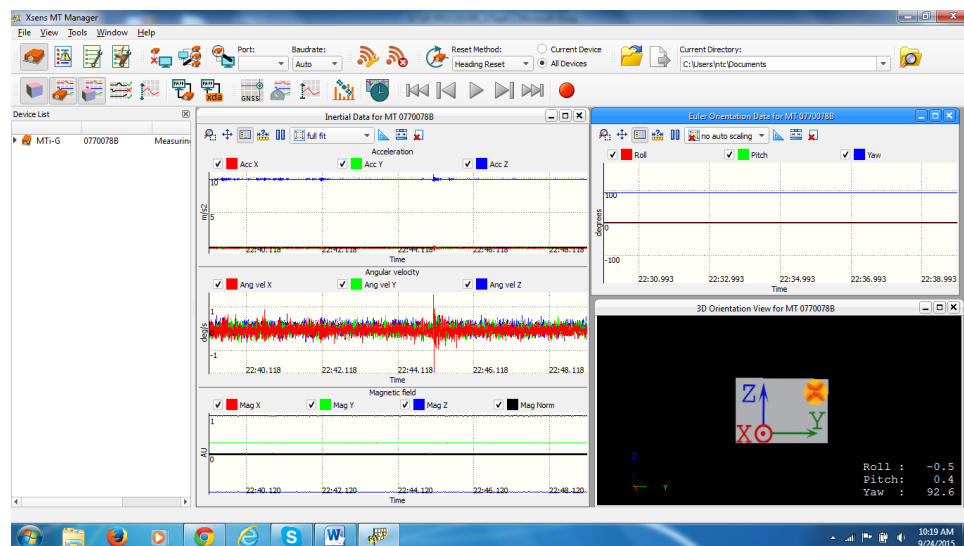 Xsens MT Manager
File View Tools Window Help
Port:
Baudrate:
Auto
Reset Method:
Heading Reset
Current Device
All Devices
Current Directory:
C:\Users\ntc\Documents
xda
GNSS
Device List
MTi-G 0770078B Measuring
Inertial Data for MT 0770078B
full fit
Acceleration
Acc X Acc Y Acc Z
10
5
m/s2
22:40.118 22:42.118 22:44.118 22:46.118 22:48.118
Time
Angular velocity
Ang vel X Ang vel Y Ang vel Z
1
0
-1
deg/s
22:40.118 22:42.118 22:44.118 22:46.118 22:48.118
Time
Magnetic field
Mag X Mag Y Mag Z Mag Norm
1
0
AU
22:40.120 22:42.120 22:44.120 22:46.120 22:48.120
Time
Euler Orientation Data for MT 0770078B
no auto scaling
Roll Pitch Yaw
100
0
-100
degrees
22:30.993 22:32.993 22:34.993 22:36.993 22:38.993
Time
3D Orientation View for MT 0770078B
Z
Y
X
Roll : -0.5
Pitch: 0.4
Yaw : 92.6
10:19 AM
9/24/2015